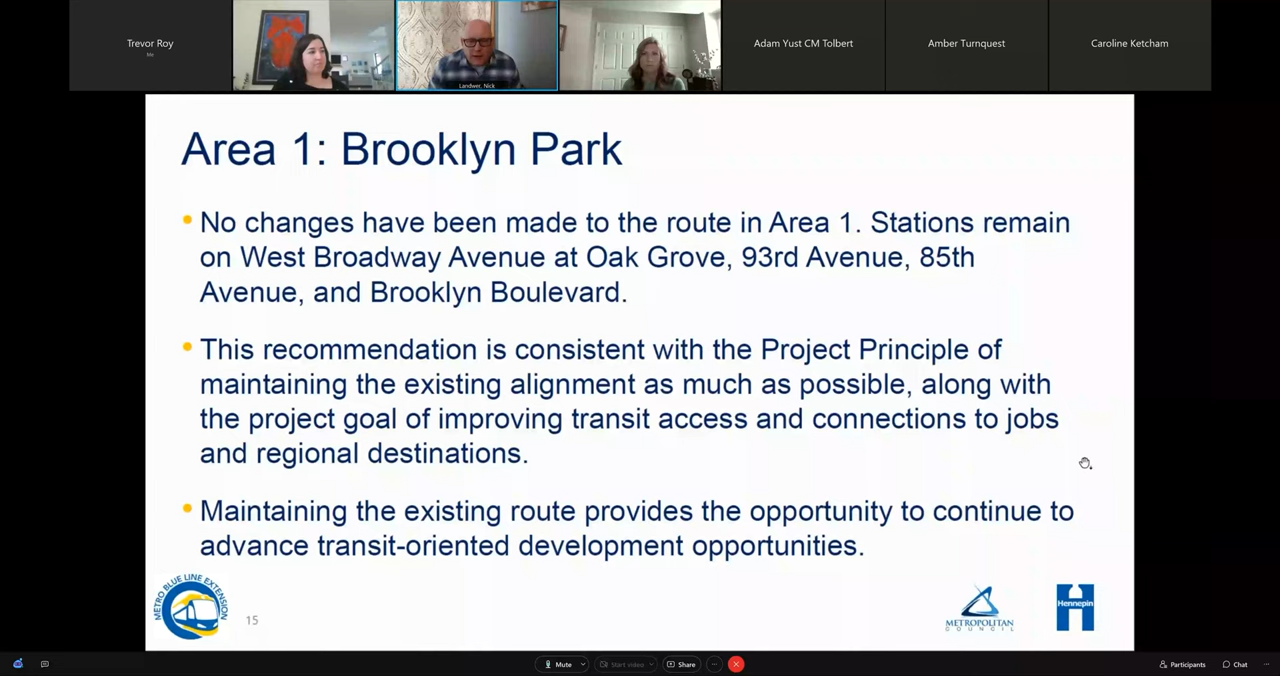 Trevor Roy
Me
Landwer, Nick
Adam Yust CM Tolbert
Amber Turnquest
Caroline Ketcham
Area 1: Brooklyn Park
• No changes have been made to the route in Area 1. Stations remain
on West Broadway Avenue at Oak Grove, 93rd Avenue, 85th
Avenue, and Brooklyn Boulevard.
• This recommendation is consistent with the Project Principle of
maintaining the existing alignment as much as possible, along with
the project goal of improving transit access and connections to jobs
and regional destinations.
• Maintaining the existing route provides the opportunity to continue to
advance transit-oriented development opportunities.
METRO BLUE LINE EXTENSION
15
METROPOLITAN
COUNCIL
Hennepin
Mute
Start video
Share
Participants
Chat